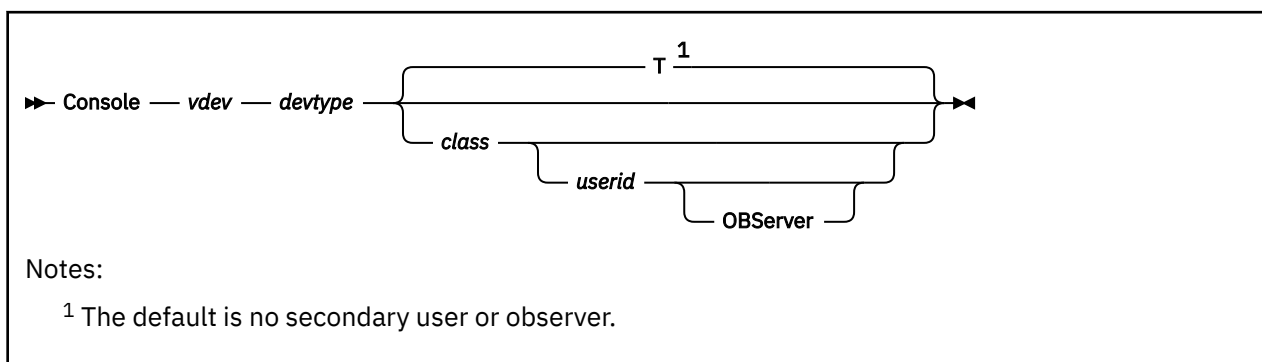 T 1
Console vdev devtype
class
userid
OBServer
Notes:
1 The default is no secondary user or observer.